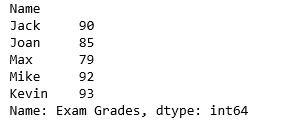 Name
Jack     90
Joan     85
Max      79
Mike     92
Kevin    93
Name: Exam Grades, dtype: int64